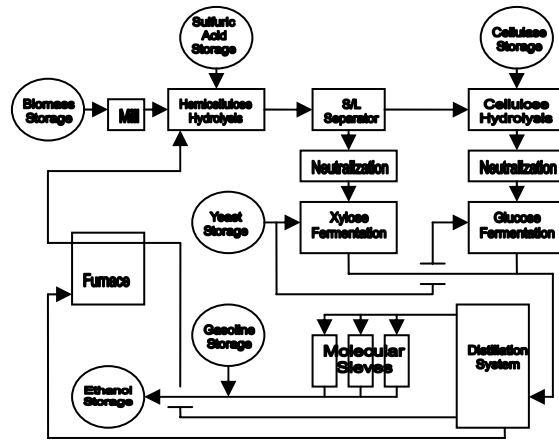 Sulfuric
Acid
Storage
Cellulase
Storage
Biomass
Storage
Mill
Hemicellulose
Hydrolysis
S/L
Separator
Cellulose
Hydrolysis
Neutralization
Neutralization
Yeast
Storage
Xylose
Fermentation
Glucose
Fermentation
Furnace
Gasoline
Storage
Molecular
Sieves
Distillation
System
Ethanol
Storage